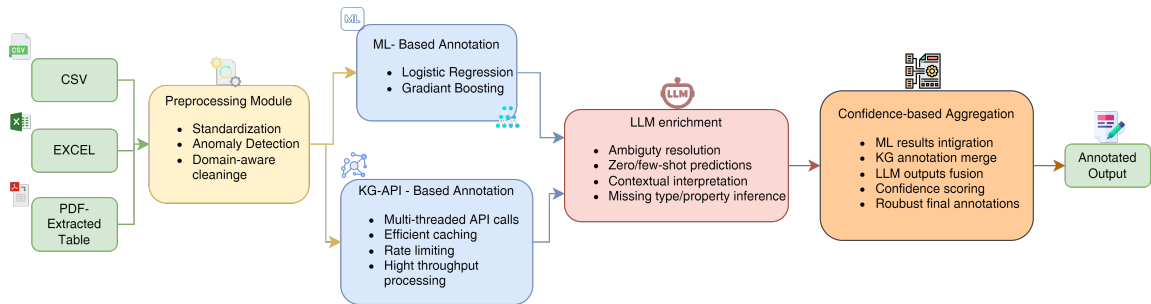 CSV
CSV
EXCEL
PDF-
Extracted
Table
Preprocessing Module
Standardization
Anomaly Detection
Domain-aware
cleaninge
ML
ML- Based Annotation
Logistic Regression
Gradiant Boosting
KG-API - Based Annotation
Multi-threaded API calls
Efficient caching
Rate limiting
Hight throughput
processing
LLM
LLM enrichment
Ambiguty resolution
Zero/few-shot predictions
Contextual interpretation
Missing type/property inference
Confidence-based Aggregation
ML results intigration
KG annotation merge
LLM outputs fusion
Confidence scoring
Roubust final annotations
Annotated
Output